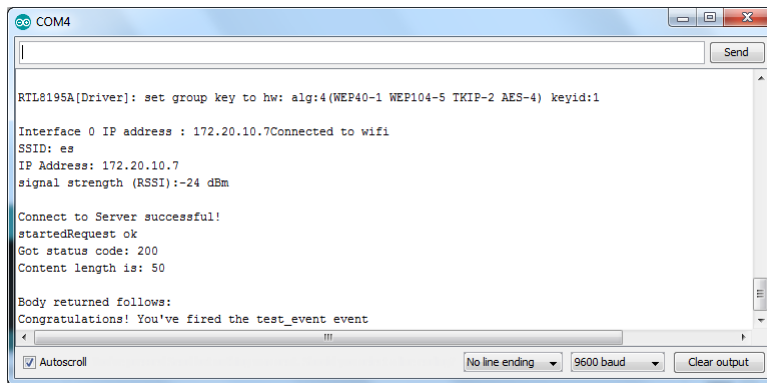 COM4
Send
RTL8195A[Driver]: set group key to hw: alg:4(WEP40-1 WEP104-5 TKIP-2 AES-4) keyid:1
Interface 0 IP address : 172.20.10.7Connected to wifi
SSID: es
IP Address: 172.20.10.7
signal strength (RSSI):-24 dBm
Connect to Server successful!
startedRequest ok
Got status code: 200
Content length is: 50
Body returned follows:
Congratulations! You've fired the test_event event
Autoscroll
No line ending
9600 baud
Clear output